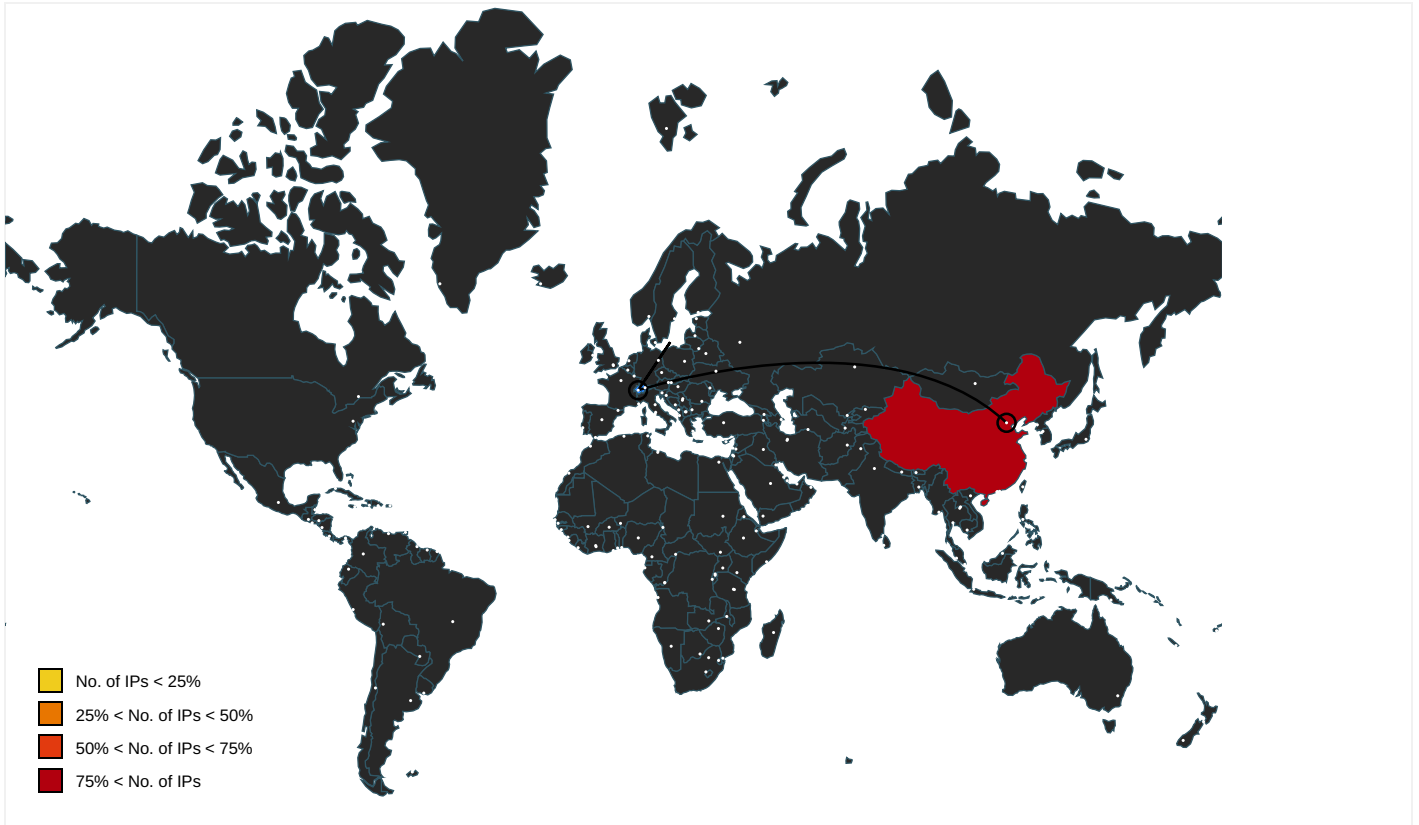 No. of IPs < 25%
25% < No. of IPs < 50%
50% < No. of IPs < 75%
75% < No. of IPs